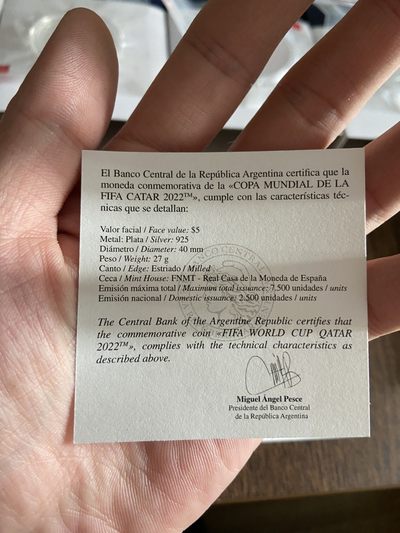 El Banco Central de la República Argentina certifica que la
moneda conmemorativa de la «COPA MUNDIAL DE LA
FIFA CATAR 2022™», cumple con las características téc-
nicas que se detallan:
Valor facial / Face value: $5
Metal: Plata / Silver: 925
Diámetro / Diameter: 40 mm
Peso / Weight: 27 g
Canto / Edge: Estriado / Milled
Ceca / Mint House: FNMT - Real Casa de la Moneda de España
Emisión máxima total / Maximum total issuance: 7.500 unidades / units
Emisión nacional / Domestic issuance: 2.500 unidades / units
The Central Bank of the Argentine Republic certifies that
the commemorative coin «FIFA WORLD CUP QATAR
2022™», complies with the technical characteristics as
described above.
Miguel Ángel Pesce
Presidente del Banco Central
de la República Argentina